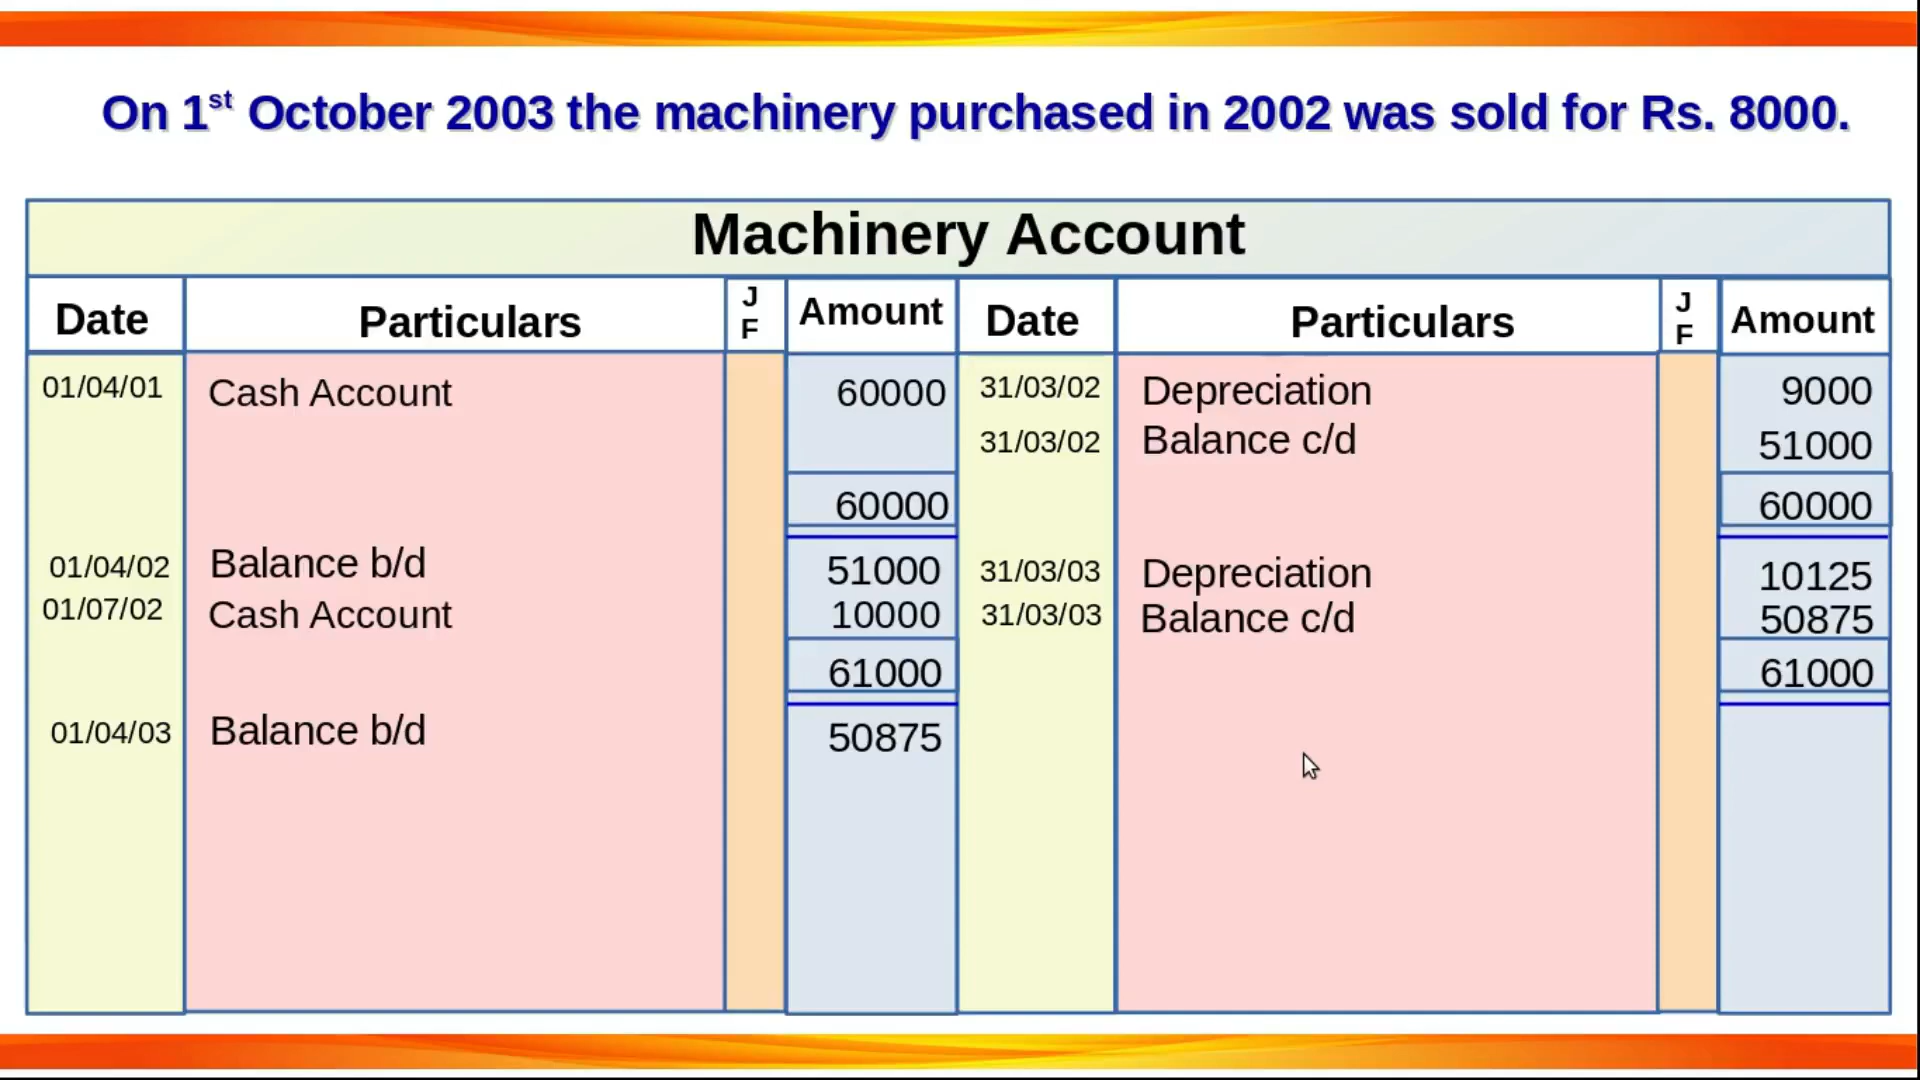 On 1st October 2003 the machinery purchased in 2002 was sold for Rs. 8000.
Machinery Account
Date Particulars J F Amount Date Particulars J F Amount
01/04/01 Cash Account 60000 31/03/02 Depreciation 9000
31/03/02 Balance c/d 51000
60000 60000
01/04/02 Balance b/d 51000 31/03/03 Depreciation 10125
01/07/02 Cash Account 10000 31/03/03 Balance c/d 50875
61000 61000
01/04/03 Balance b/d 50875